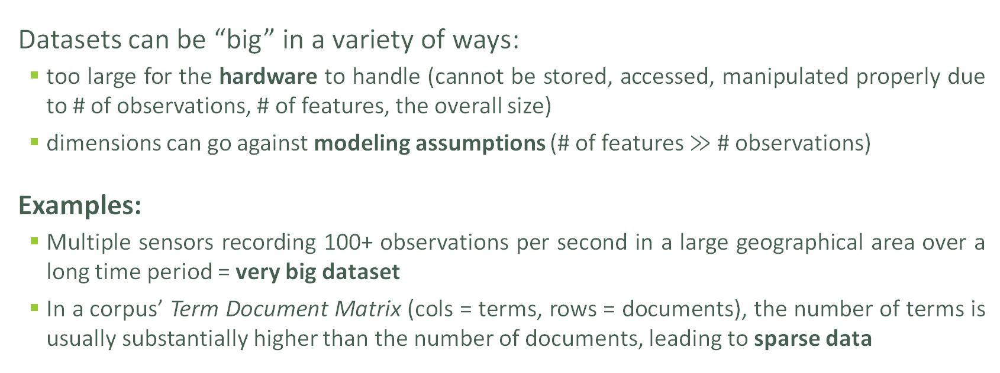 Datasets can be “big” in a variety of ways:
▪ too large for the hardware to handle (cannot be stored, accessed, manipulated properly due
to # of observations, # of features, the overall size)
▪ dimensions can go against modeling assumptions (# of features ≫ # observations)
Examples:
▪ Multiple sensors recording 100+ observations per second in a large geographical area over a
long time period = very big dataset
▪ In a corpus’ Term Document Matrix (cols = terms, rows = documents), the number of terms is
usually substantially higher than the number of documents, leading to sparse data